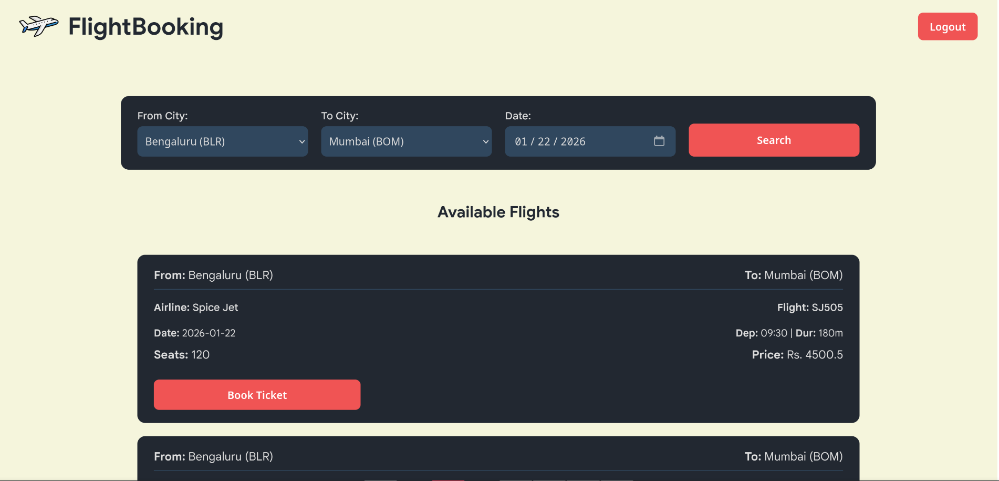 FlightBooking
Logout
From City:
To City:
Date:
Bengaluru (BLR)
Mumbai (BOM)
01 / 22 / 2026
Search
Available Flights
From: Bengaluru (BLR)
To: Mumbai (BOM)
Airline: Spice Jet
Flight: SJ505
Date: 2026-01-22
Dep: 09:30 | Dur: 180m
Seats: 120
Price: Rs. 4500.5
Book Ticket
From: Bengaluru (BLR)
To: Mumbai (BOM)